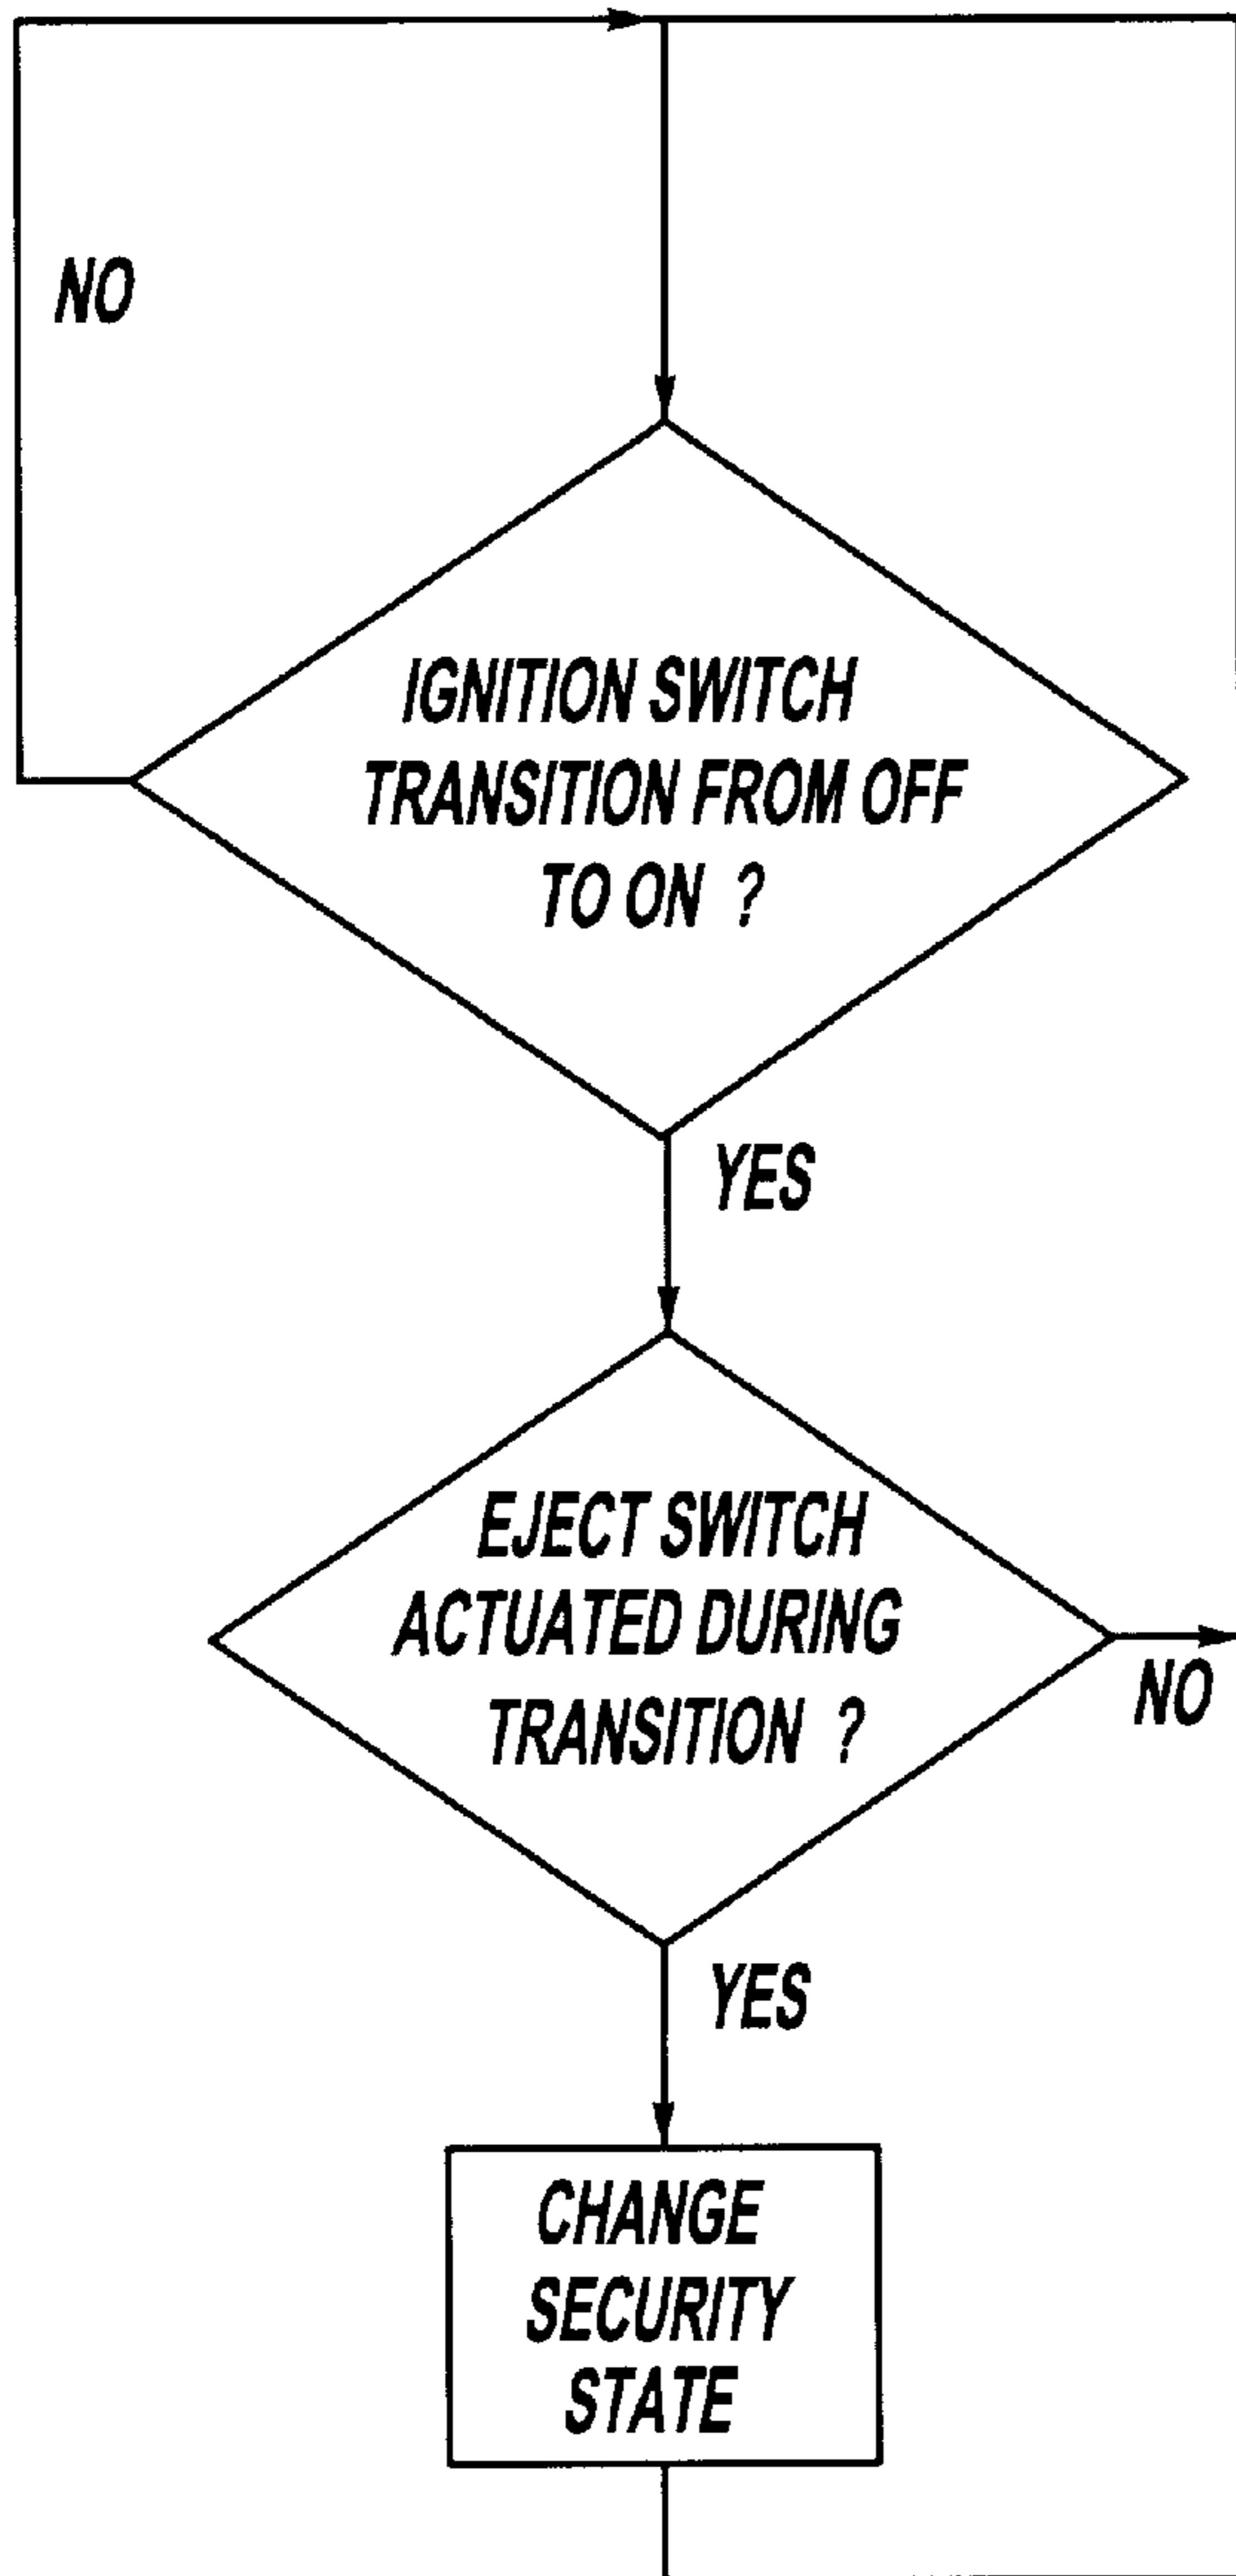 NO
IGNITION SWITCH
TRANSITION FROM OFF
TO ON ?
YES
EJECT SWITCH
ACTUATED DURING
TRANSITION ?
NO
YES
CHANGE
SECURITY
STATE